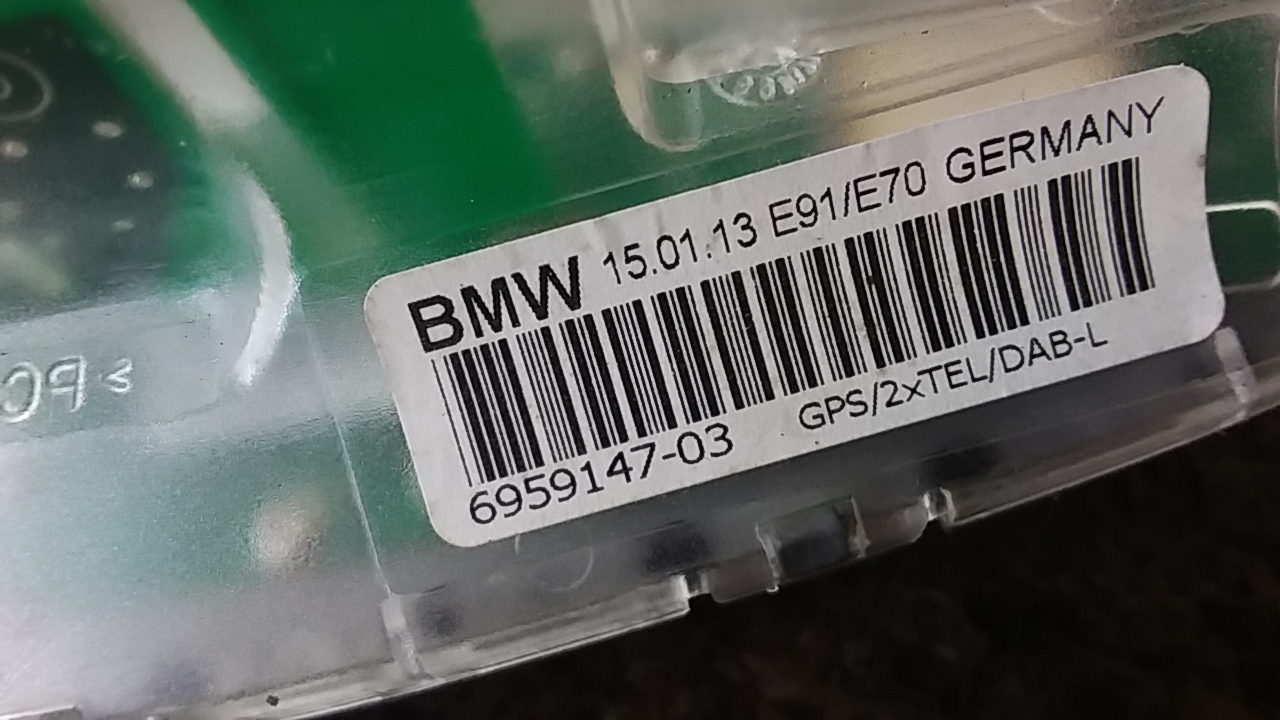 BMW 15.01.13 E91/E70 GERMANY
6959147-03 GPS/2xTEL/DAB-L